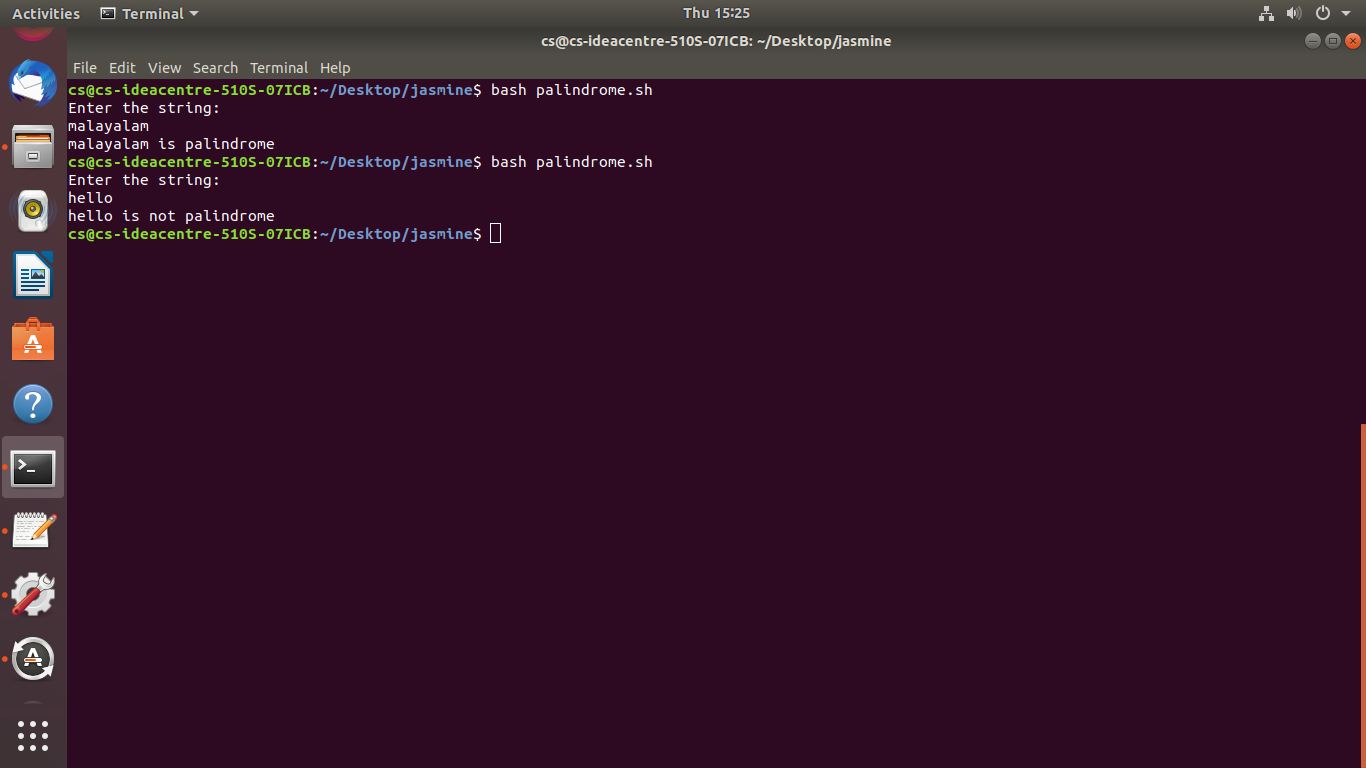 Activities Terminal Thu 15:25
cs@cs-ideacentre-510S-07ICB: ~/Desktop/jasmine
File Edit View Search Terminal Help
cs@cs-ideacentre-510S-07ICB:~/Desktop/jasmine$ bash palindrome.sh
Enter the string:
malayalam
malayalam is palindrome
cs@cs-ideacentre-510S-07ICB:~/Desktop/jasmine$ bash palindrome.sh
Enter the string:
hello
hello is not palindrome
cs@cs-ideacentre-510S-07ICB:~/Desktop/jasmine$